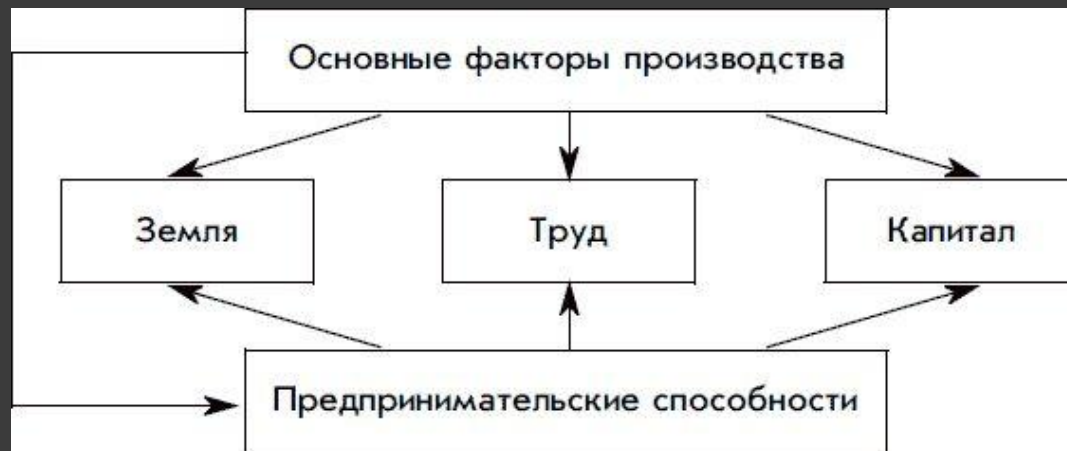 Основные факторы производства
Земля
Труд
Капитал
Предпринимательские способности